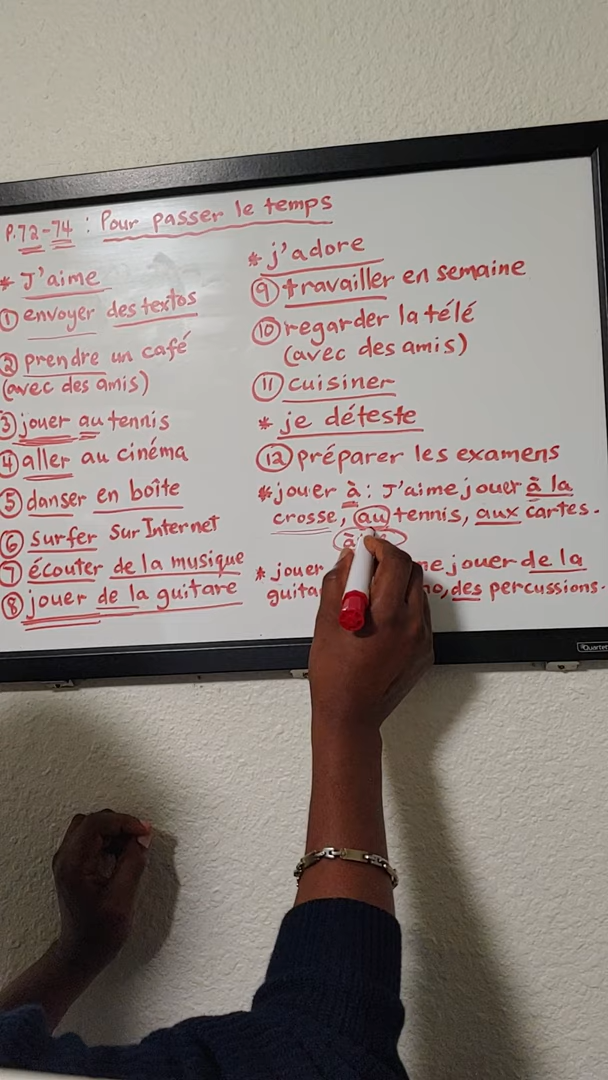 P.72-74 : Pour passer le temps
* J'aime
① envoyer des textos
② prendre un café
(avec des amis)
③ jouer au tennis
④ aller au cinéma
⑤ danser en boîte
⑥ surfer sur Internet
⑦ écouter de la musique
⑧ jouer de la guitare
* j'adore
⑨ travailler en semaine
⑩ regarder la télé
(avec des amis)
⑪ cuisiner
* je déteste
⑫ préparer les examens
* jouer à : J'aime jouer à la
crosse, au tennis, aux cartes.
à
* jouer jouer de la
des percussions.
Quartet